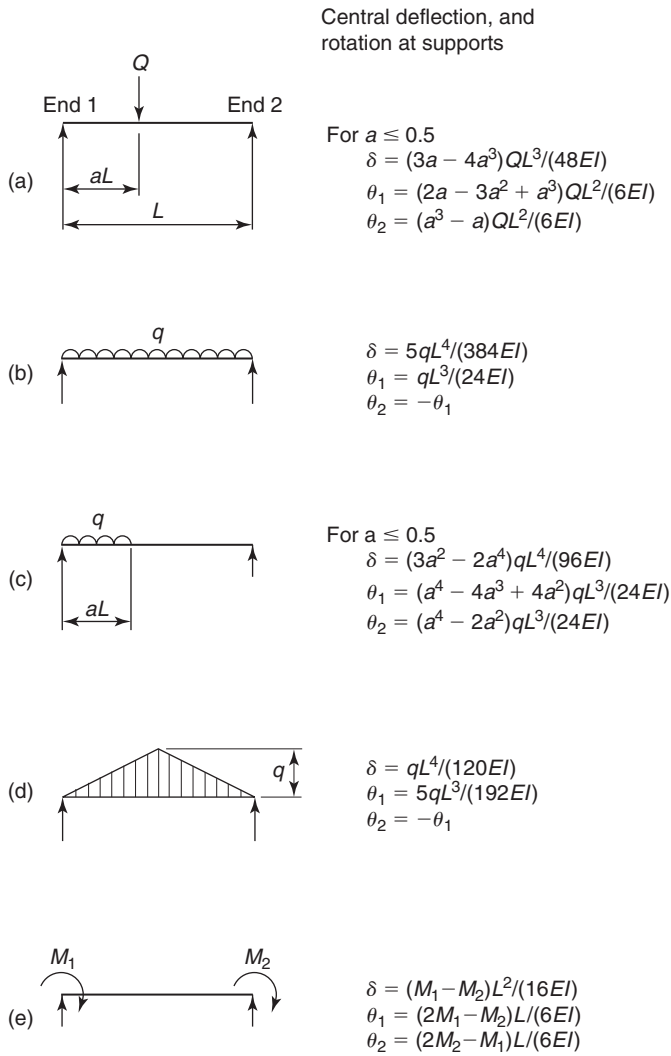 Central deflection, and
rotation at supports
Q
End 1 End 2
(a)
aL
L
For a ≤ 0.5
δ = (3a − 4a³)QL³/(48EI)
θ₁ = (2a − 3a² + a³)QL²/(6EI)
θ₂ = (a³ − a)QL²/(6EI)
q
(b)
δ = 5qL⁴/(384EI)
θ₁ = qL³/(24EI)
θ₂ = −θ₁
q
(c)
aL
For a ≤ 0.5
δ = (3a² − 2a⁴)qL⁴/(96EI)
θ₁ = (a⁴ − 4a³ + 4a²)qL³/(24EI)
θ₂ = (a⁴ − 2a²)qL³/(24EI)
q
(d)
δ = qL⁴/(120EI)
θ₁ = 5qL³/(192EI)
θ₂ = −θ₁
M₁ M₂
(e)
δ = (M₁−M₂)L²/(16EI)
θ₁ = (2M₁−M₂)L/(6EI)
θ₂ = (2M₂−M₁)L/(6EI)